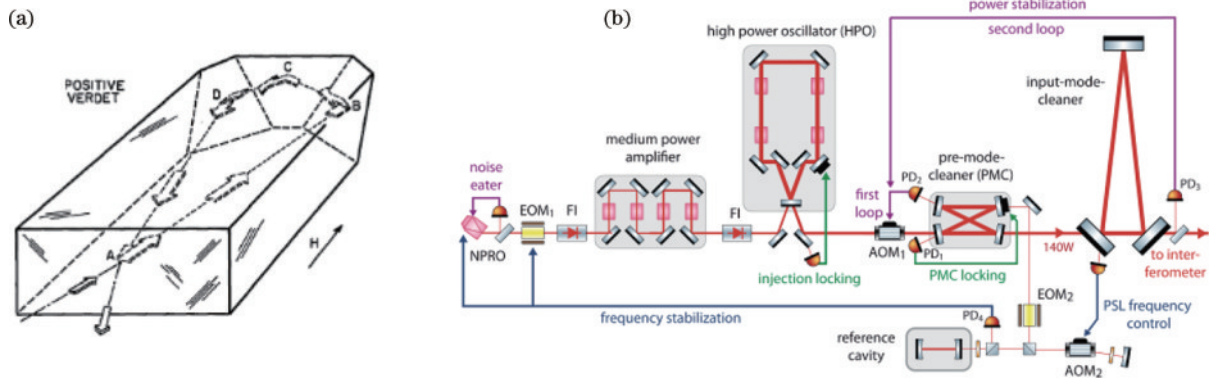 (a)
POSITIVE
VERDET
A
B
C
D
H
(b)
power stabilization
second loop
high power oscillator (HPO)
input-mode-
cleaner
medium power
amplifier
pre-mode-
cleaner (PMC)
noise
eater
EOM1
FI
FI
first
loop
PD2
PD3
NPRO
AOM1
PD1
140W
to inter-
ferometer
injection locking
PMC locking
EOM2
frequency stabilization
PD4
PSL frequency
control
reference
cavity
AOM2